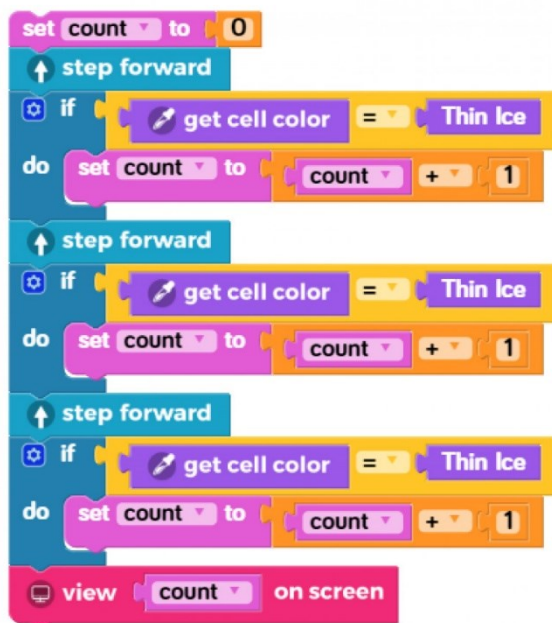 set count to 0
step forward
if get cell color = Thin Ice
do set count to count + 1
step forward
if get cell color = Thin Ice
do set count to count + 1
step forward
if get cell color = Thin Ice
do set count to count + 1
view count on screen